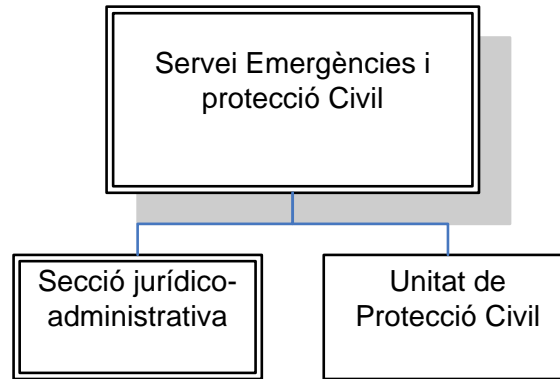 Servei Emergències i
protecció Civil
Secció jurídico-
administrativa
Unitat de
Protecció Civil